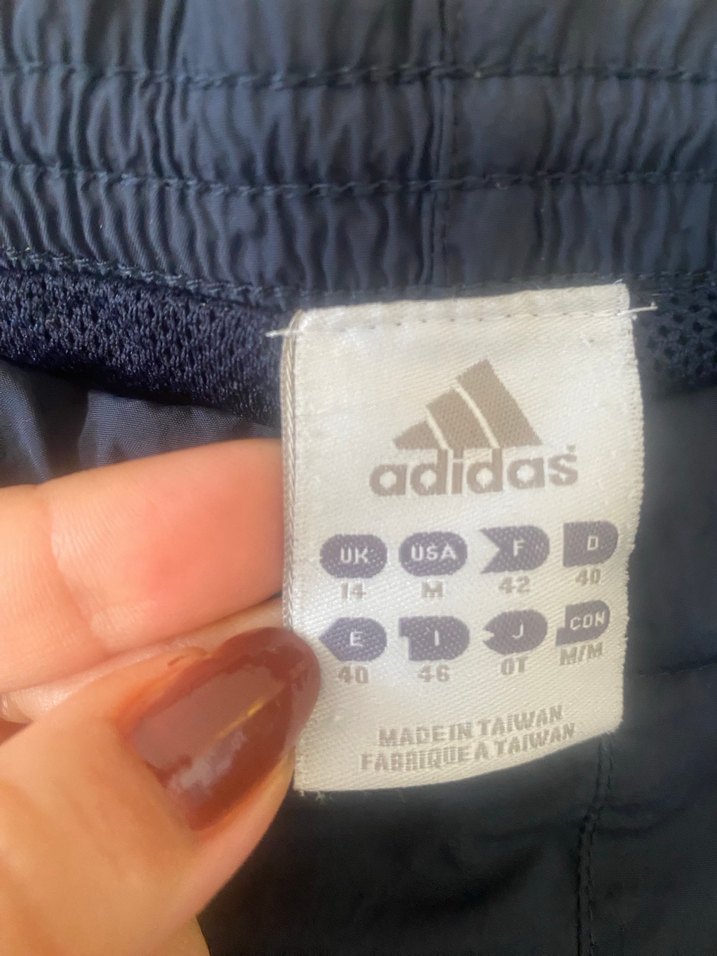 adidas
UK USA F D
14 M 42 40
E I J CON
40 46 OT M/M
MADE IN TAIWAN
FABRIQUE A TAIWAN